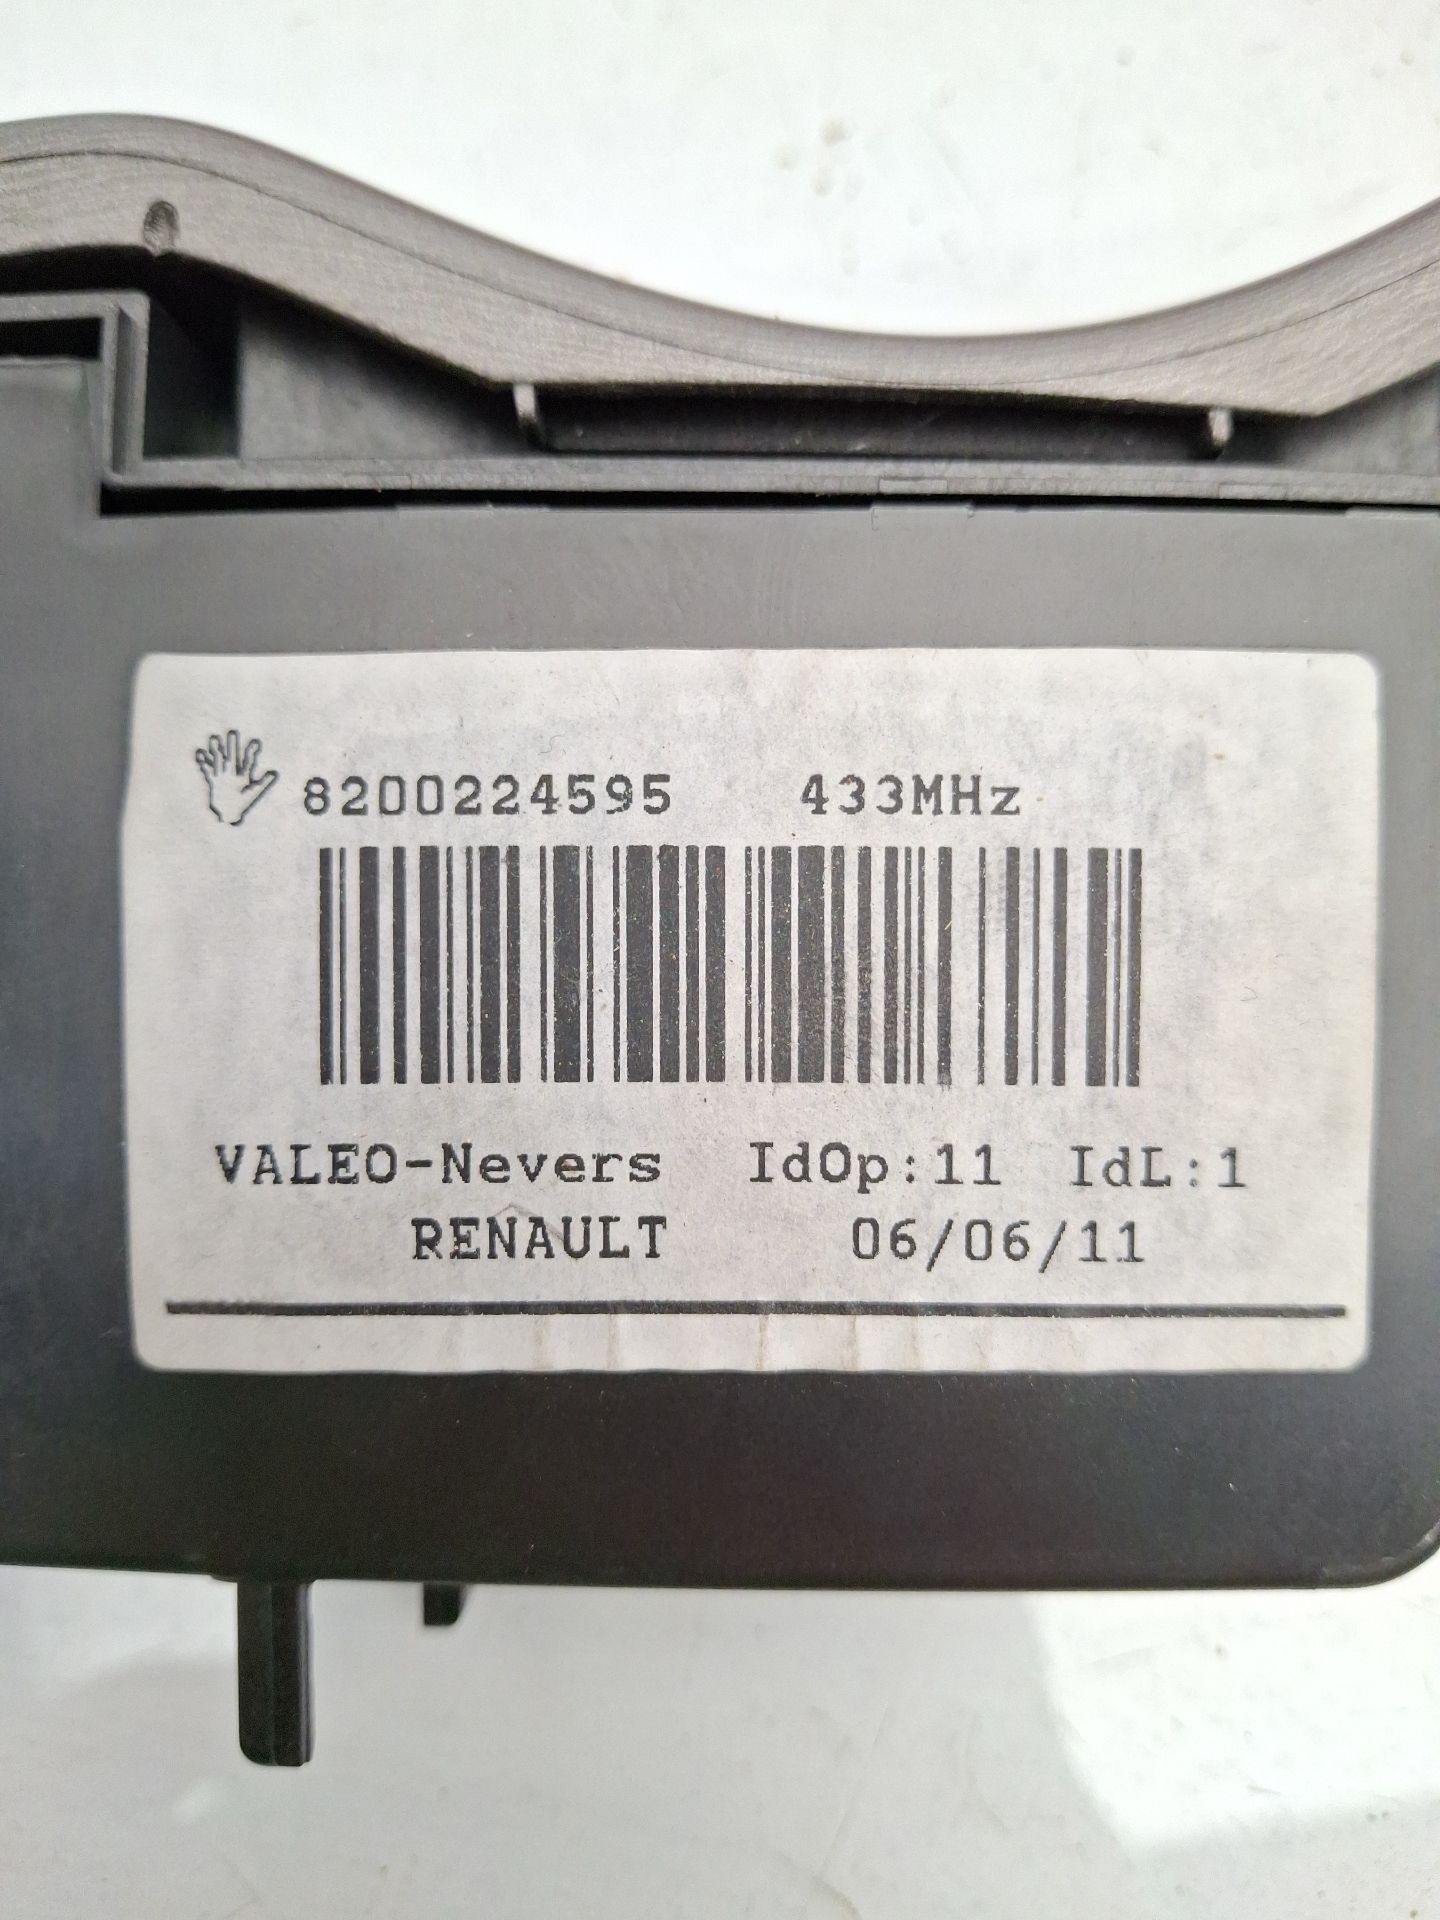 8200224595 433MHz
VALEO-Nevers IdOp:11 IdL:1
RENAULT 06/06/11